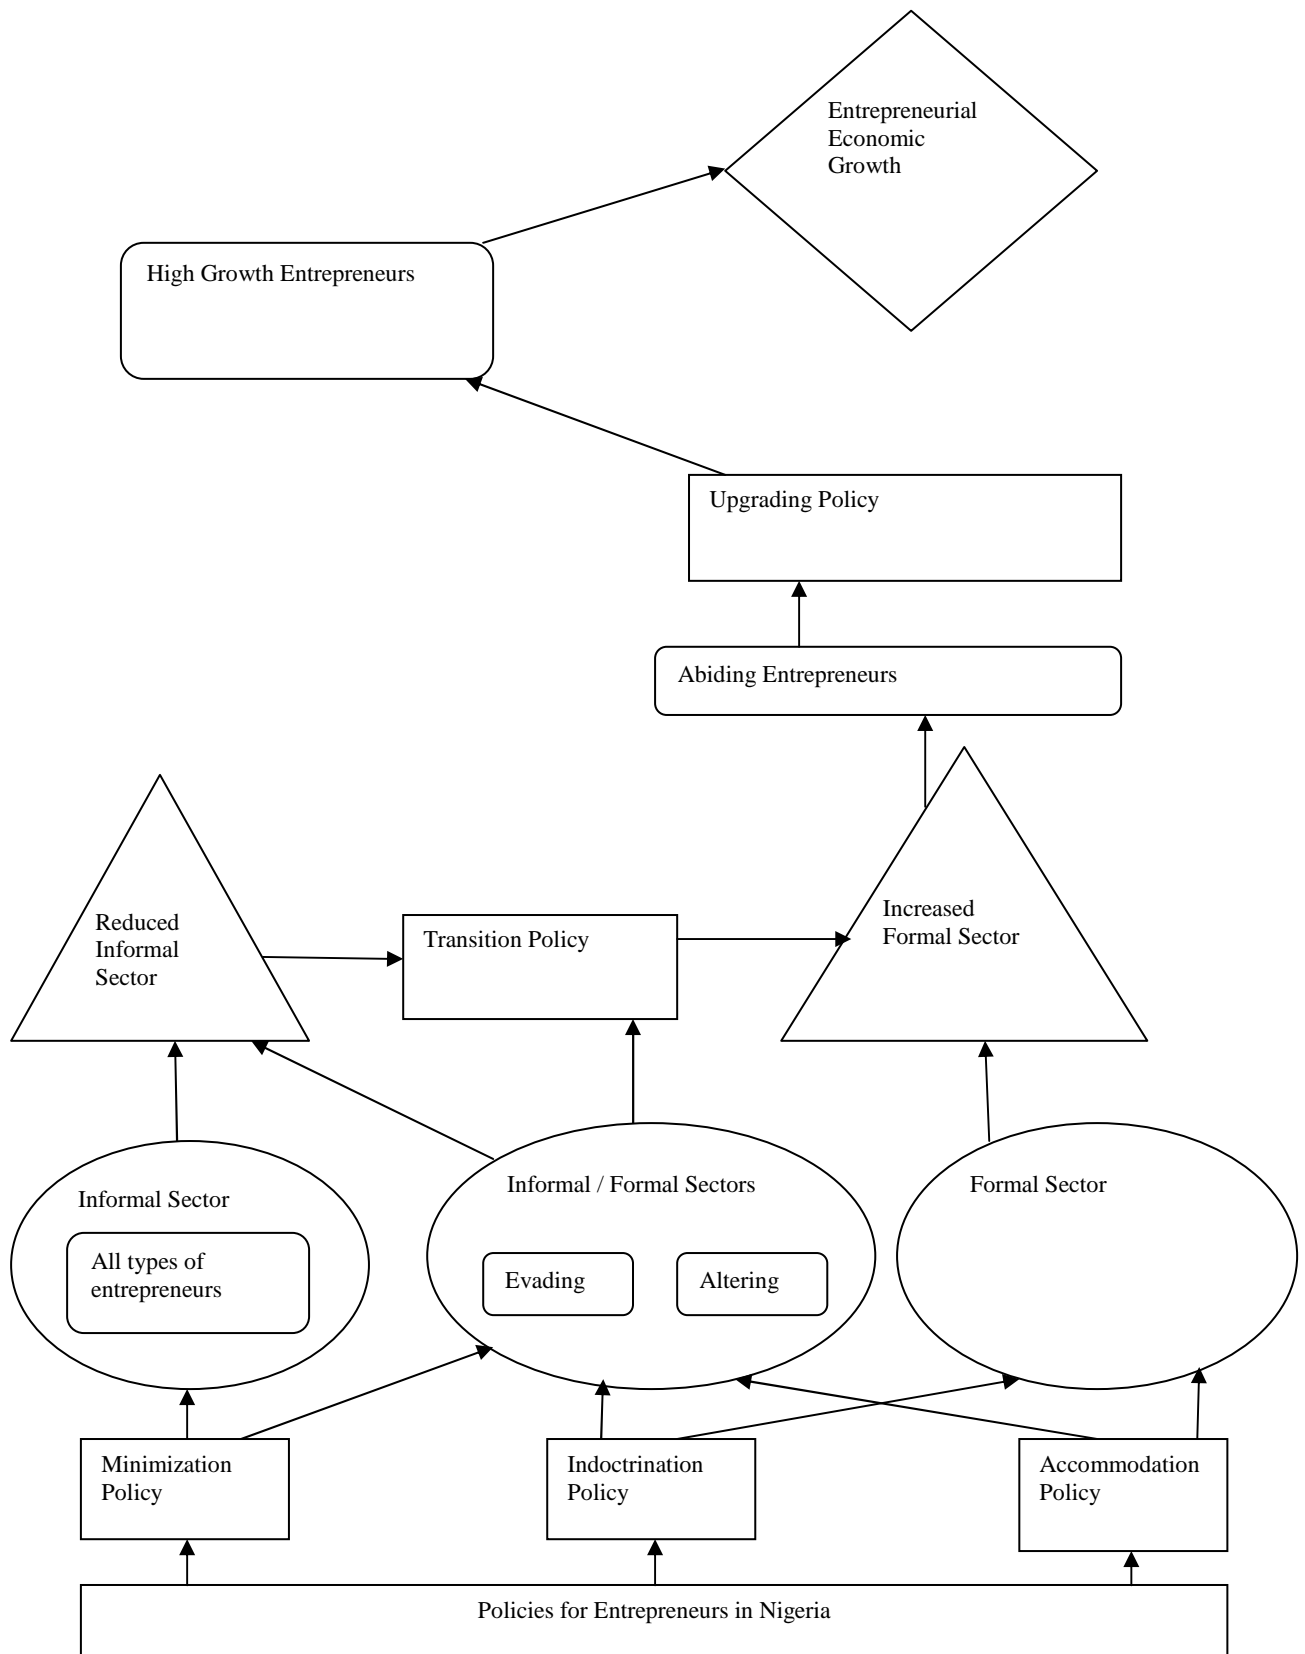 Entrepreneurial
Economic
Growth
High Growth Entrepreneurs
Upgrading Policy
Abiding Entrepreneurs
Reduced
Informal
Sector
Transition Policy
Increased
Formal Sector
Informal Sector
All types of
entrepreneurs
Informal / Formal Sectors
Evading
Altering
Formal Sector
Minimization
Policy
Indoctrination
Policy
Accommodation
Policy
Policies for Entrepreneurs in Nigeria